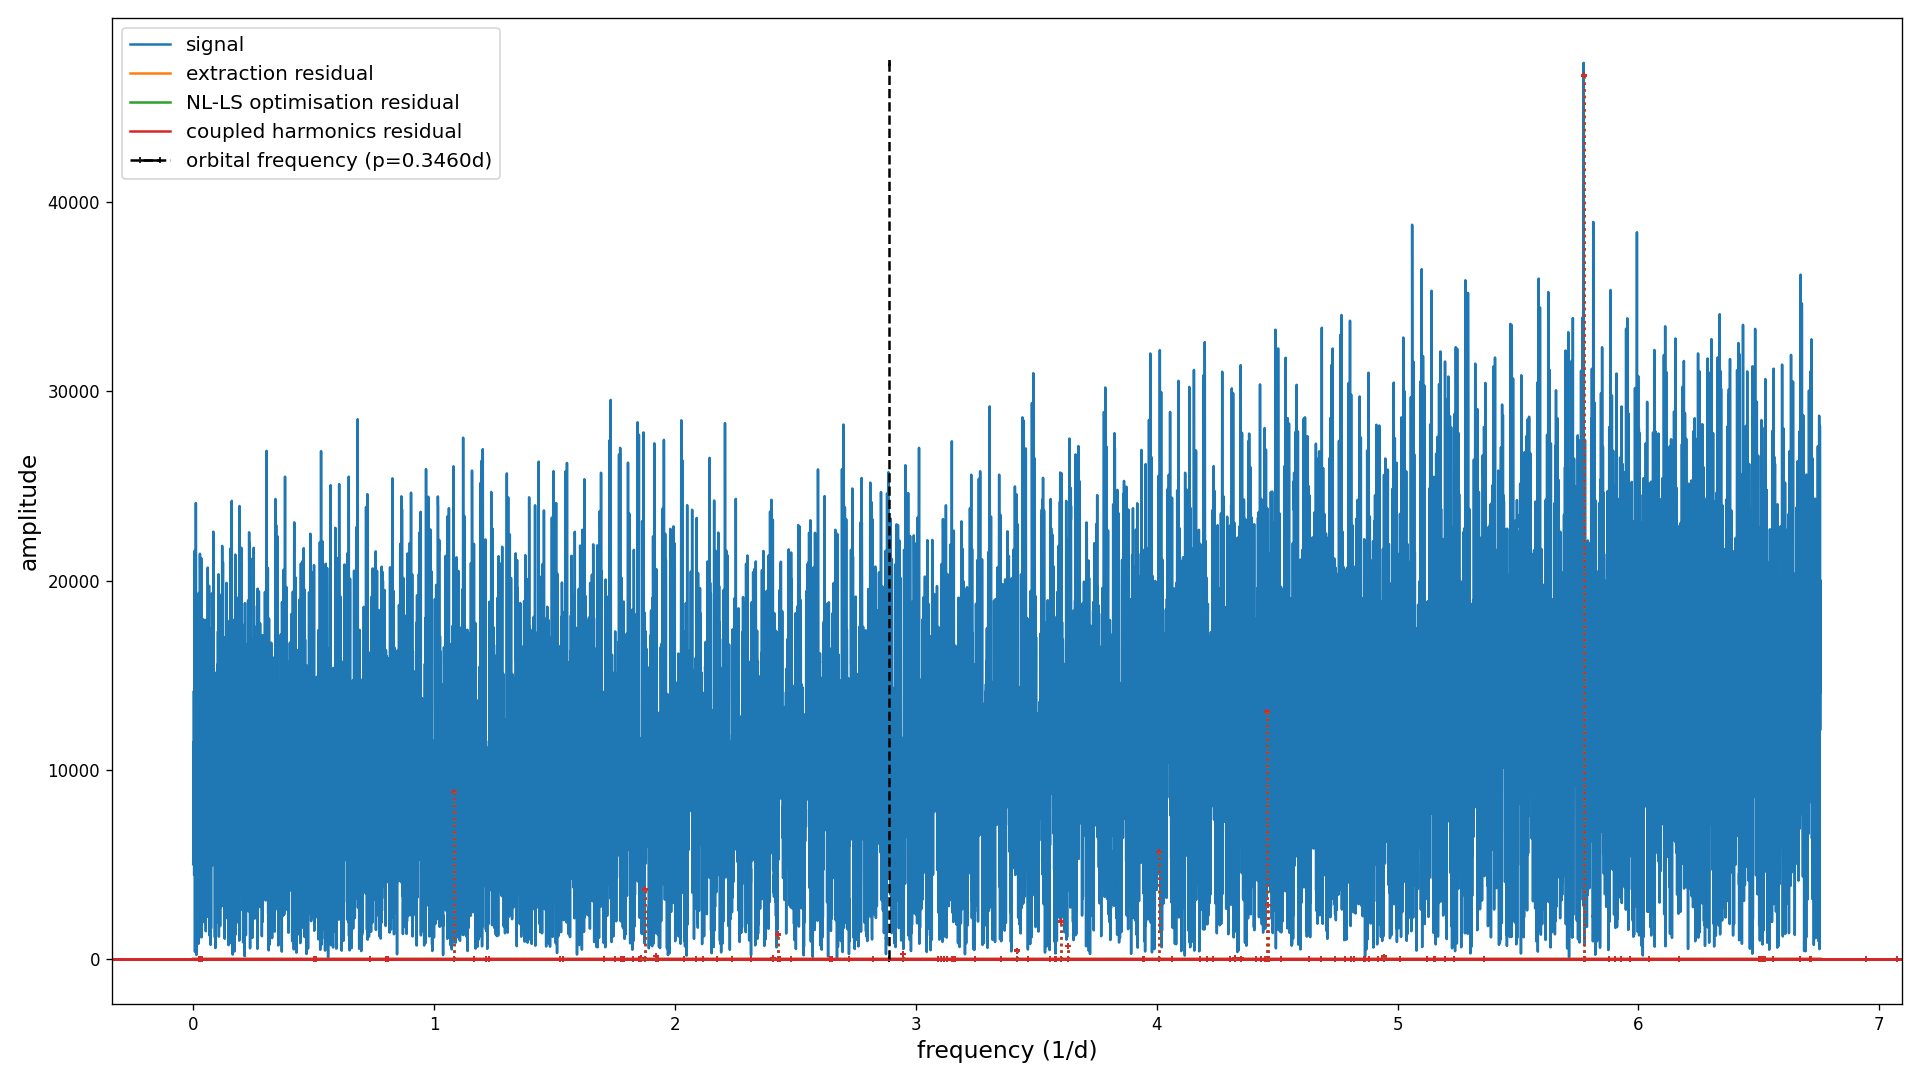 signal
extraction residual
NL-LS optimisation residual
coupled harmonics residual
orbital frequency (p=0.3460d)
amplitude
40000
30000
20000
10000
0
0 1 2 3 4 5 6 7
frequency (1/d)